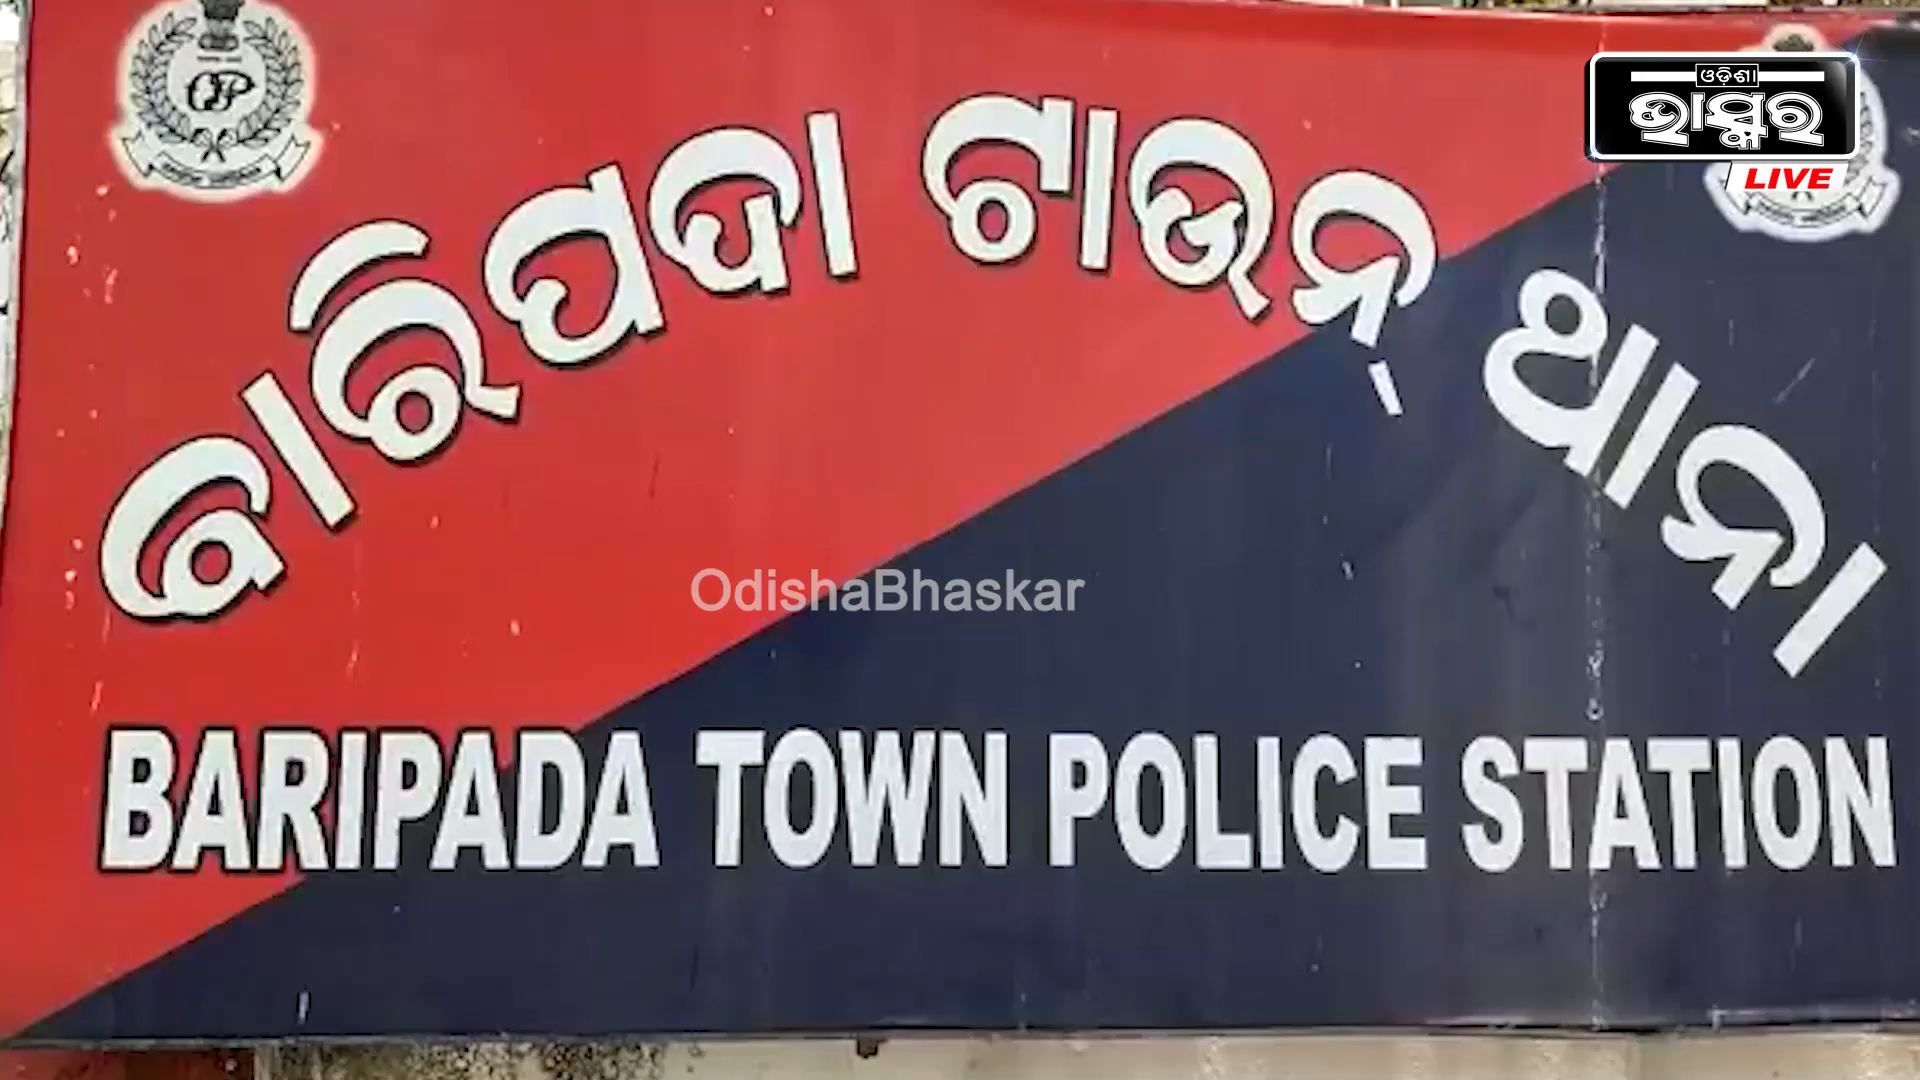 ଓଡ଼ିଶା
ଭାସ୍କର
LIVE
ବାରିପଦା ଟାଉନ୍ ଥାନା
OdishaBhaskar
BARIPADA TOWN POLICE STATION